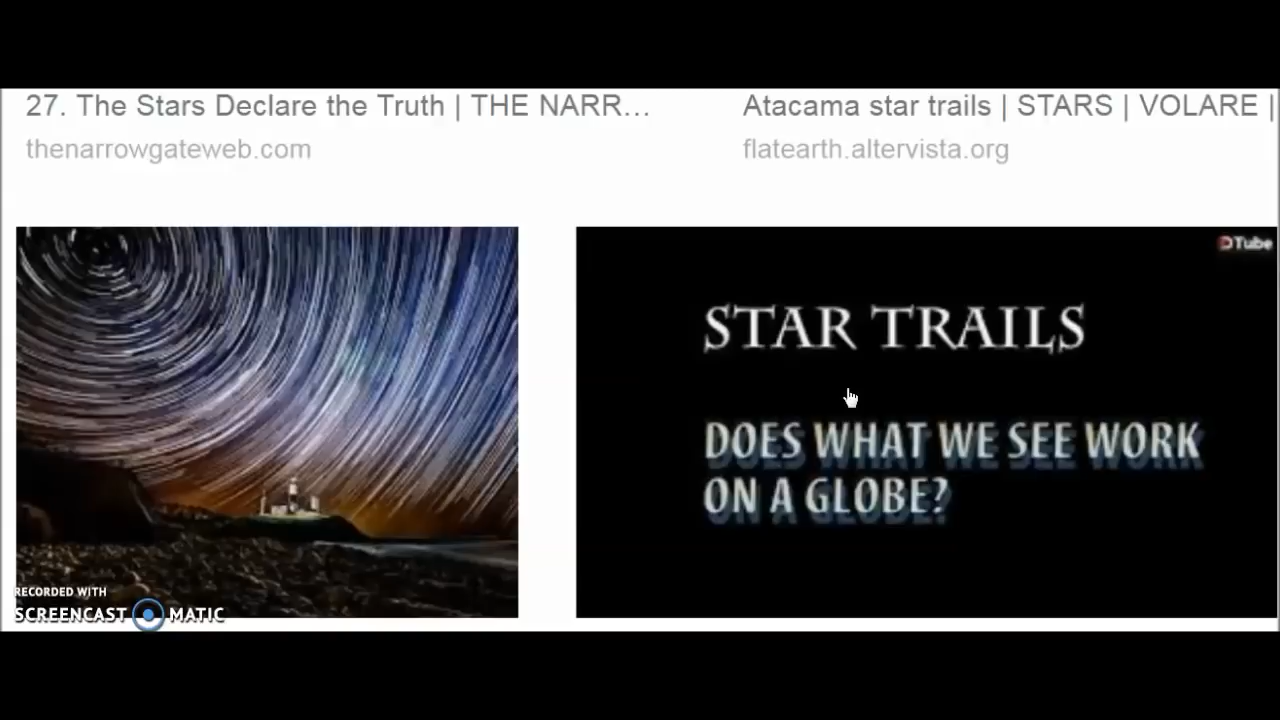 27. The Stars Declare the Truth | THE NARR...
Atacama star trails | STARS | VOLARE |
thenarrowgateweb.com
flatearth.altervista.org
DTube
STAR TRAILS
DOES WHAT WE SEE WORK
ON A GLOBE?
RECORDED WITH
SCREENCAST MATIC